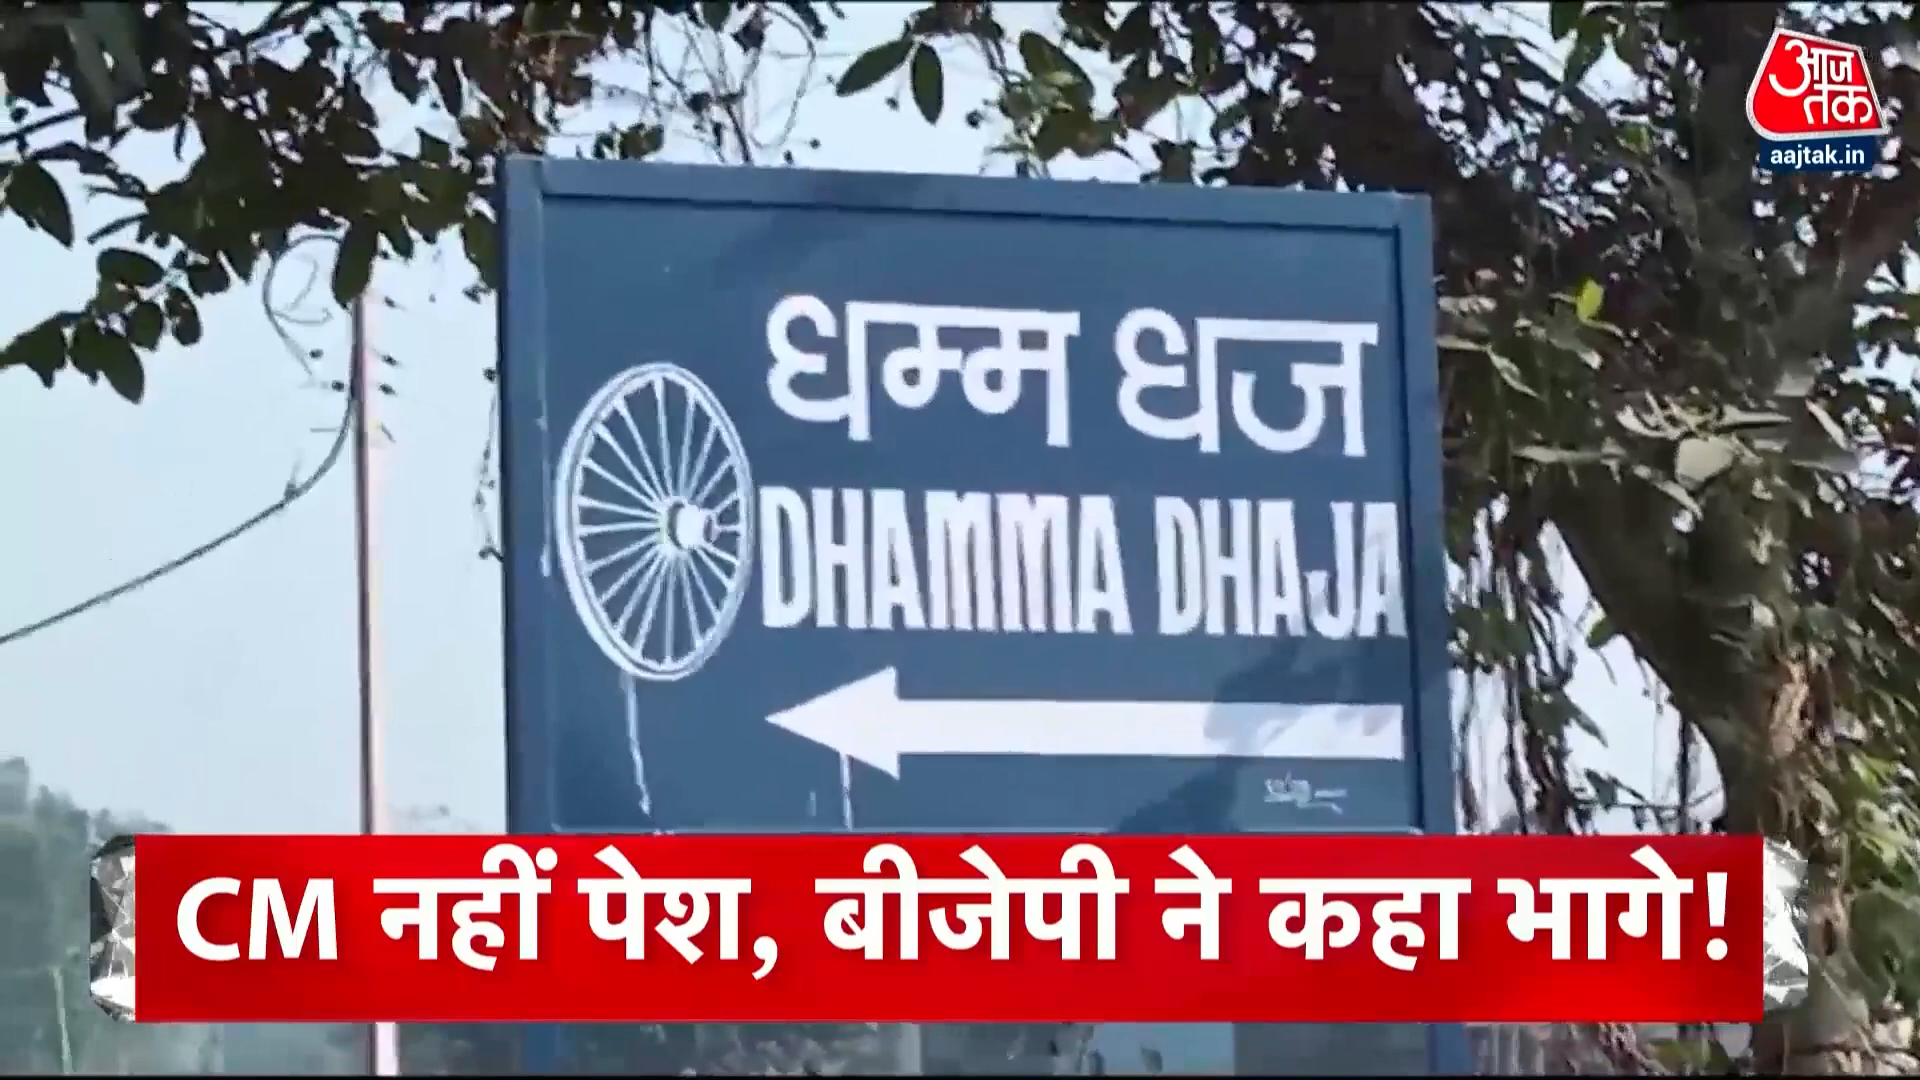 आज
तक
aajtak.in
धम्म धज
DHAMMA DHAJA
CM नहीं पेश, बीजेपी ने कहा भागे!